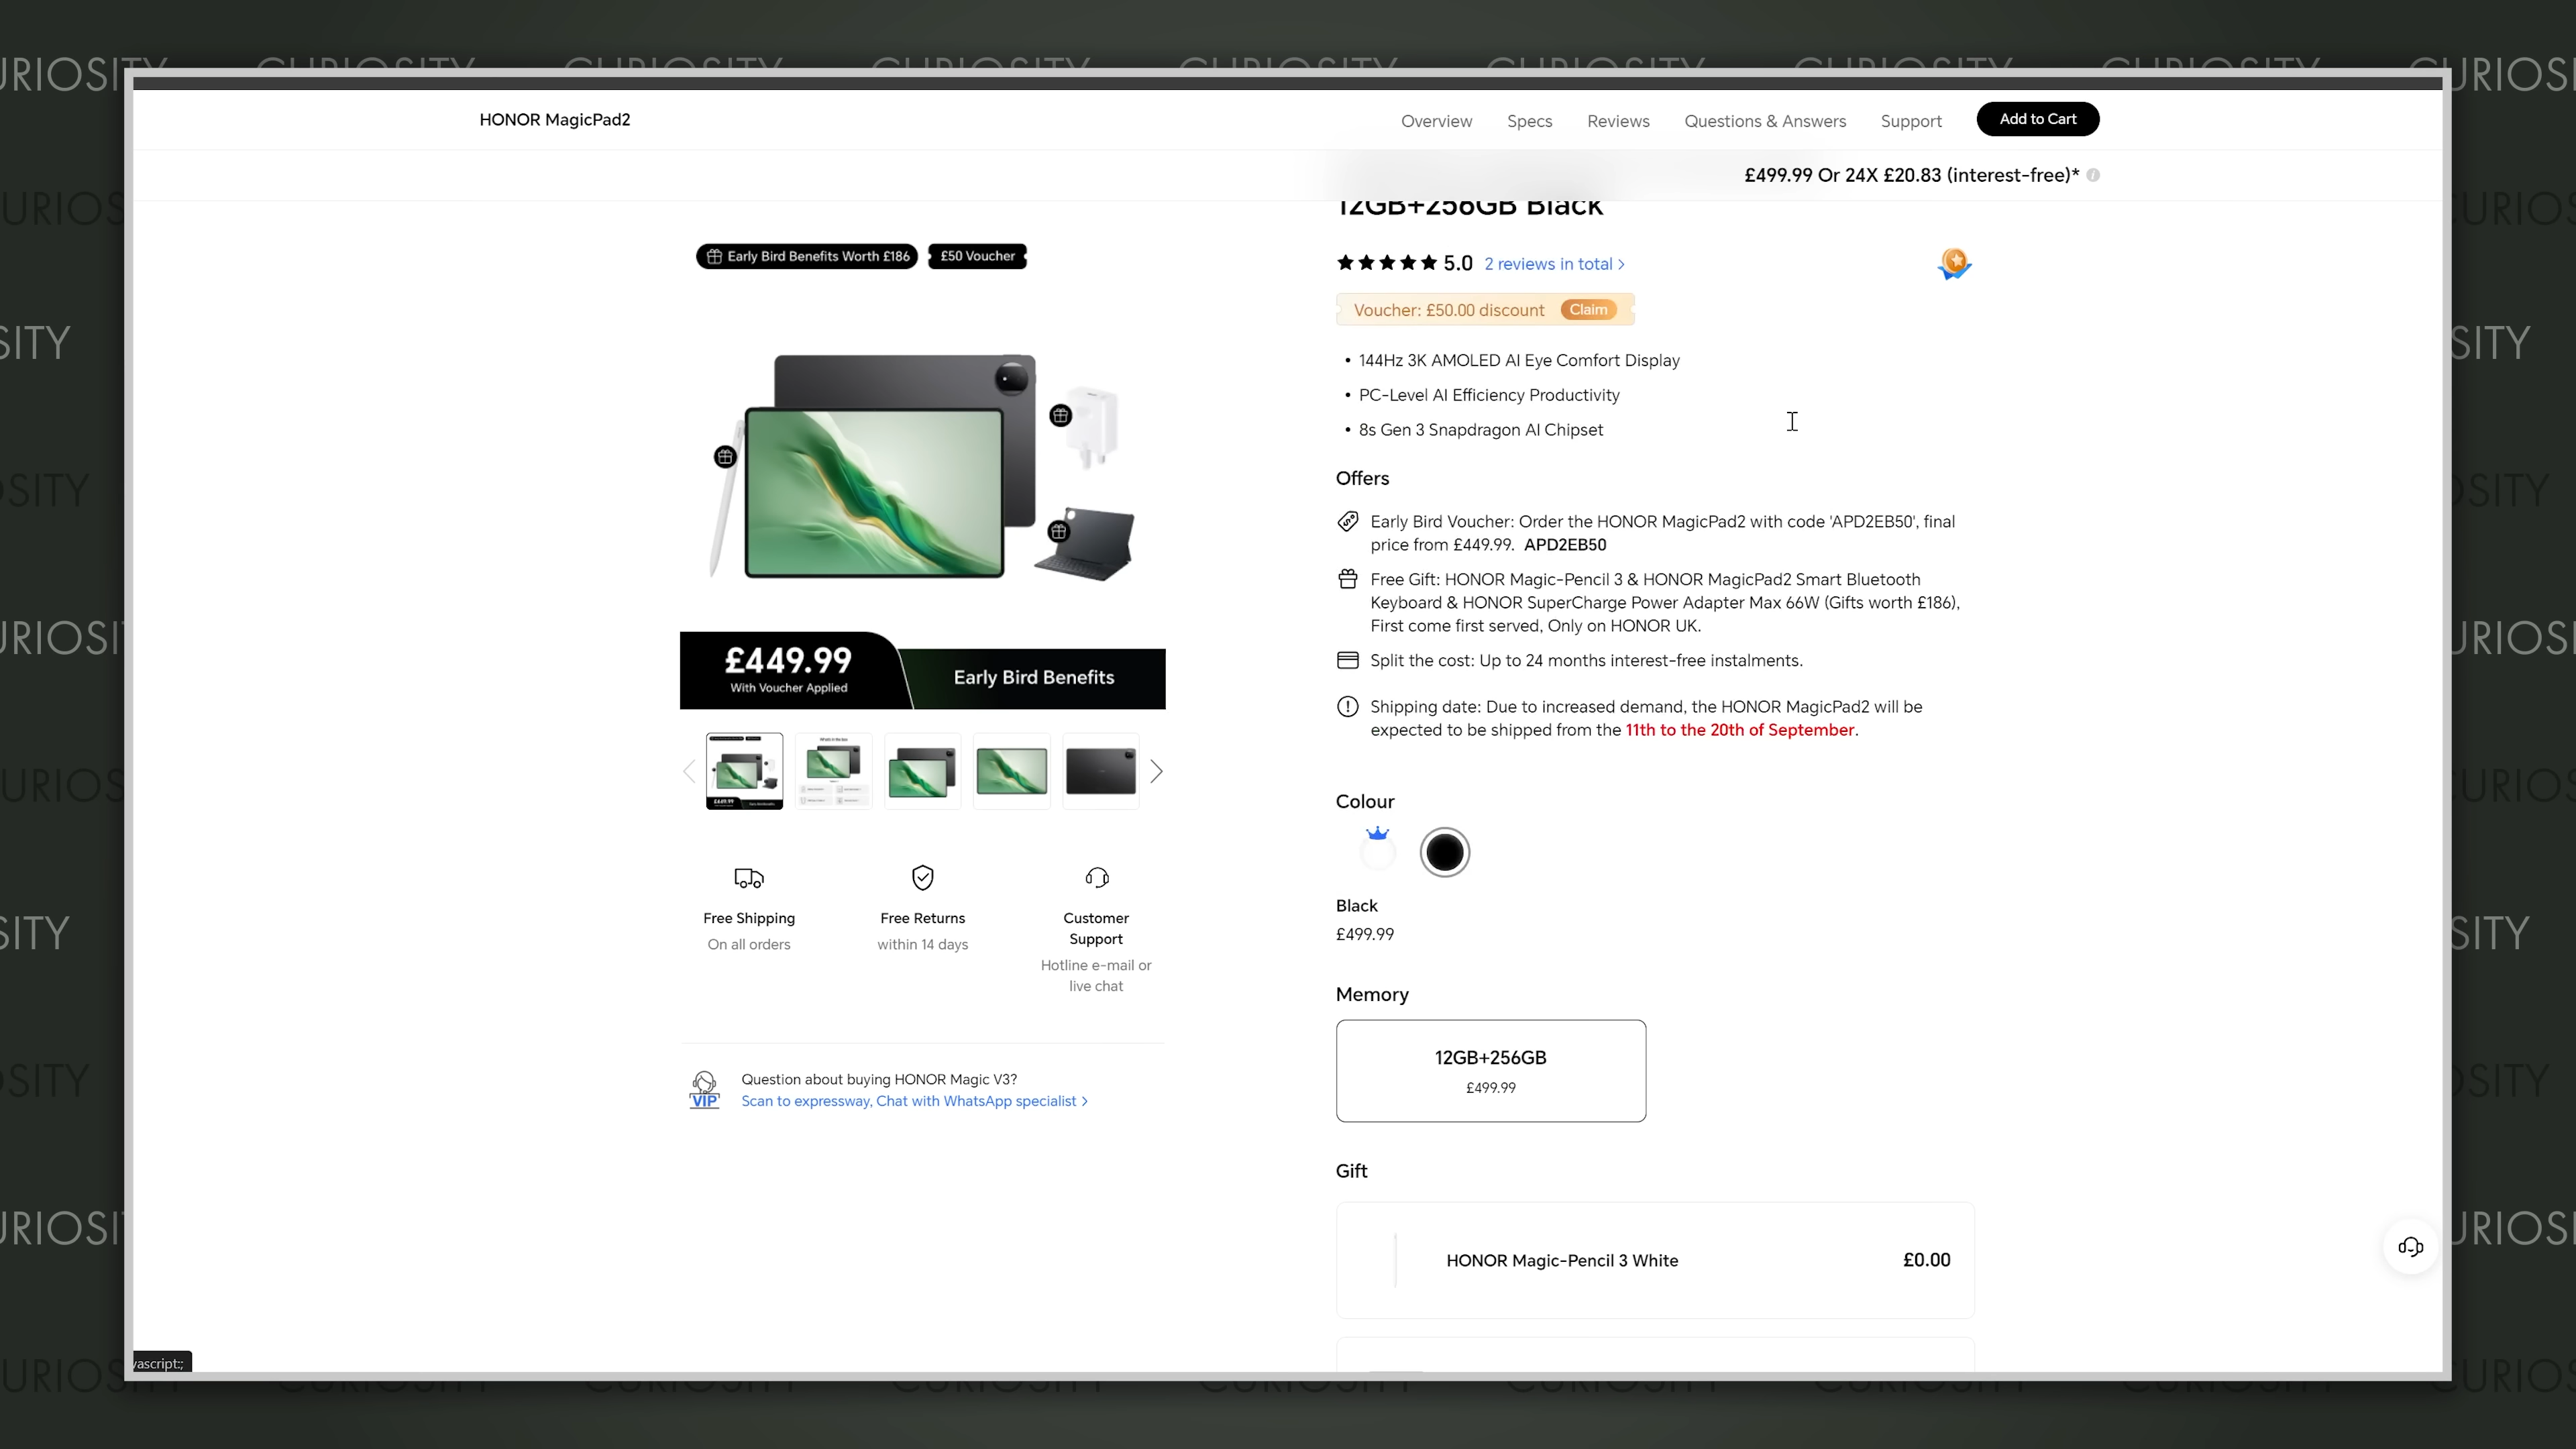 HONOR MagicPad2
Overview
Specs
Reviews
Questions & Answers
Support
Add to Cart
£499.99 Or 24X £20.83 (interest-free)*
12GB+256GB Black
Early Bird Benefits Worth £186
£50 Voucher
£449.99
With Voucher Applied
Early Bird Benefits
Free Shipping
On all orders
Free Returns
within 14 days
Customer
Support
Hotline e-mail or
live chat
VIP
Question about buying HONOR Magic V3?
Scan to expressway, Chat with WhatsApp specialist >
5.0
2 reviews in total >
Voucher: £50.00 discount
Claim
• 144Hz 3K AMOLED AI Eye Comfort Display
• PC-Level AI Efficiency Productivity
• 8s Gen 3 Snapdragon AI Chipset
Offers
Early Bird Voucher: Order the HONOR MagicPad2 with code 'APD2EB50', final
price from £449.99. APD2EB50
Free Gift: HONOR Magic-Pencil 3 & HONOR MagicPad2 Smart Bluetooth
Keyboard & HONOR SuperCharge Power Adapter Max 66W (Gifts worth £186),
First come first served, Only on HONOR UK.
Split the cost: Up to 24 months interest-free instalments.
Shipping date: Due to increased demand, the HONOR MagicPad2 will be
expected to be shipped from the 11th to the 20th of September.
Colour
Black
£499.99
Memory
12GB+256GB
£499.99
Gift
HONOR Magic-Pencil 3 White
£0.00
vascript:;
CURIOSITY